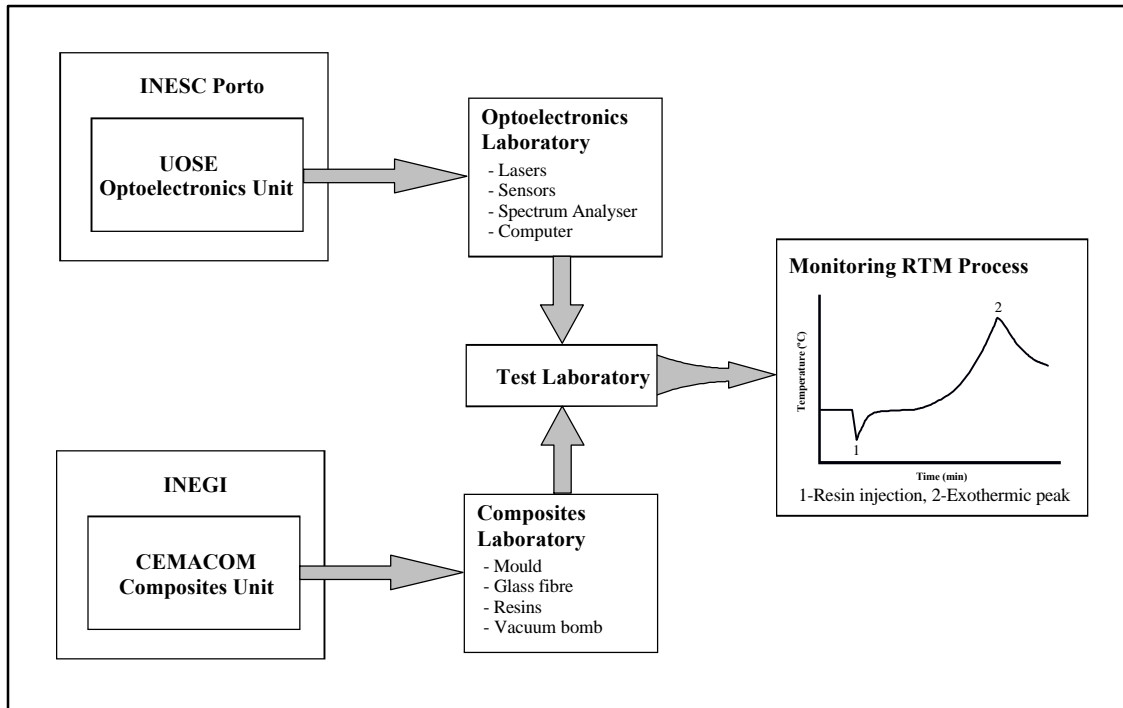 INESC Porto
UOSE
Optoelectronics Unit
Optoelectronics
Laboratory
- Lasers
- Sensors
- Spectrum Analyser
- Computer
Test Laboratory
INEGI
CEMACOM
Composites Unit
Composites
Laboratory
- Mould
- Glass fibre
- Resins
- Vacuum bomb
Monitoring RTM Process
Temperature (ºC)
2
1
Time (min)
1-Resin injection, 2-Exothermic peak